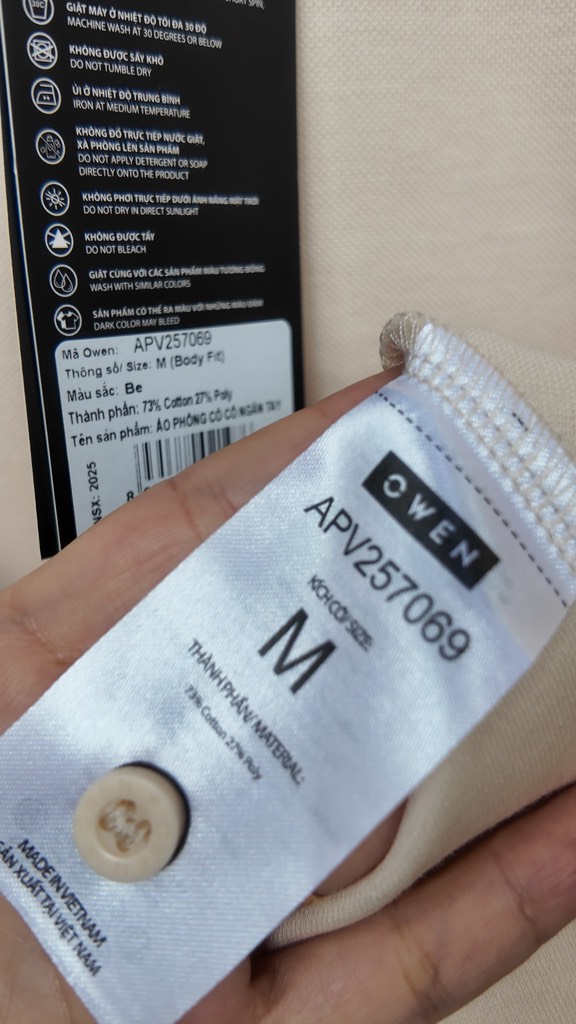 GIẶT MÁY Ở NHIỆT ĐỘ TỐI ĐA 30 ĐỘ
MACHINE WASH AT 30 DEGREES OR BELOW
KHÔNG ĐƯỢC SẤY KHÔ
DO NOT TUMBLE DRY
ỦI Ở NHIỆT ĐỘ TRUNG BÌNH
IRON AT MEDIUM TEMPERATURE
KHÔNG ĐỔ TRỰC TIẾP NƯỚC GIẶT,
XÀ PHÒNG LÊN SẢN PHẨM
DO NOT APPLY DETERGENT OR SOAP
DIRECTLY ONTO THE PRODUCT
KHÔNG PHƠI TRỰC TIẾP DƯỚI ÁNH NẮNG MẶT TRỜI
DO NOT DRY IN DIRECT SUNLIGHT
KHÔNG ĐƯỢC TẨY
DO NOT BLEACH
GIẶT CÙNG VỚI CÁC SẢN PHẨM MÀU TƯƠNG ĐỒNG
WASH WITH SIMILAR COLORS
SẢN PHẨM CÓ THỂ RA MÀU VỚI NHỮNG MÀU ĐẬM
DARK COLOR MAY BLEED
Mã Owen: APV257069
Thông số/ Size: M (Body Fit)
Màu sắc: Be
Thành phần: 73% Cotton 27% Poly
Tên sản phẩm: ÁO PHÔNG CÓ CỔ NGẮN TAY
NSX: 2025
OWEN
APV257069
KÍCH CỠ/ SIZE:
M
THÀNH PHẦN/ MATERIAL:
73% Cotton 27% Poly
MADE IN VIETNAM
SẢN XUẤT TẠI VIỆT NAM